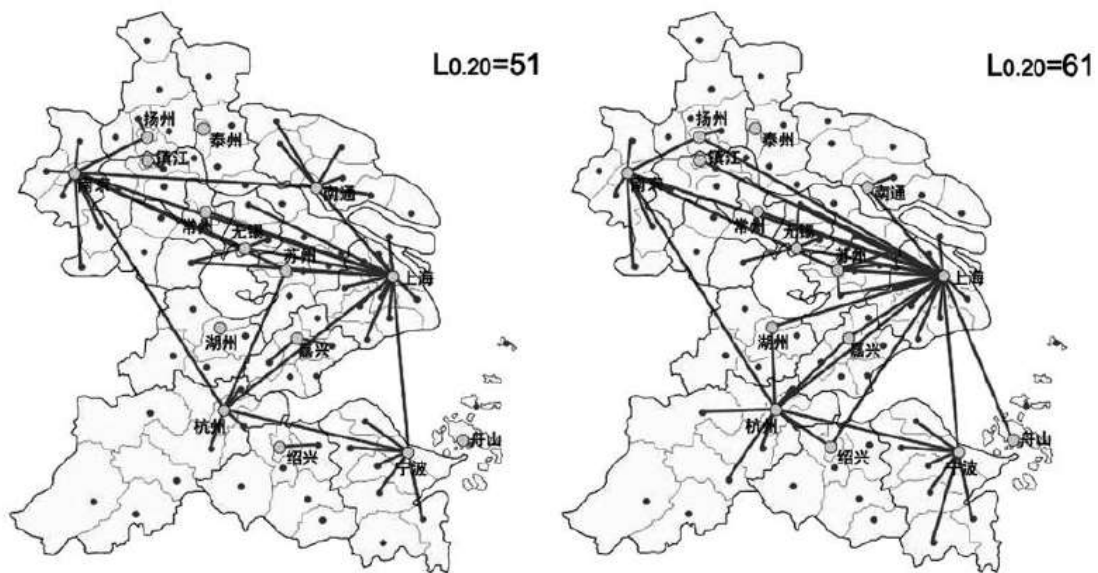 L0.20=51
扬州
泰州
镇江
南京
南通
常州
无锡
苏州
上海
湖州
嘉兴
杭州
绍兴
宁波
舟山
L0.20=61
扬州
泰州
镇江
南京
南通
常州
无锡
苏州
上海
湖州
嘉兴
杭州
绍兴
宁波
舟山